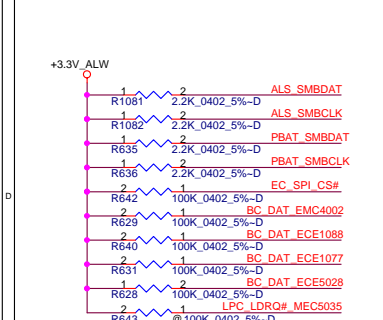 +3.3V_ALW
1 2 ALS_SMBDAT
R1081 2.2K_0402_5%~D
1 2 ALS_SMBCLK
R1082 2.2K_0402_5%~D
1 2 PBAT_SMBDAT
R635 2.2K_0402_5%~D
1 2 PBAT_SMBCLK
R636 2.2K_0402_5%~D
2 1 EC_SPI_CS#
R642 100K_0402_5%~D
2 1 BC_DAT_EMC4002
R629 100K_0402_5%~D
2 1 BC_DAT_ECE1088
R640 100K_0402_5%~D
2 1 BC_DAT_ECE1077
R631 100K_0402_5%~D
1 2 BC_DAT_ECE5028
R628 100K_0402_5%~D
2 1 LPC_LDRQ#_MEC5035
R643 @100K_0402_5%~D
D